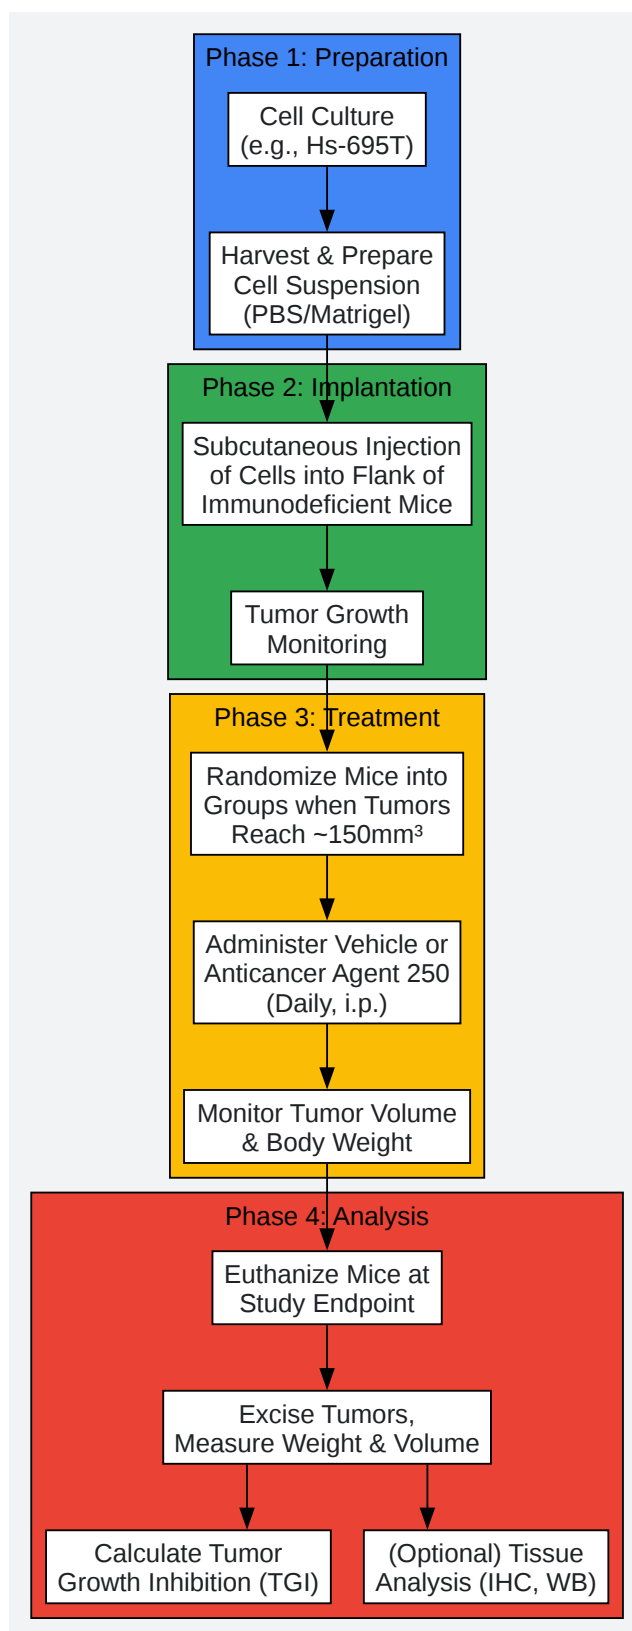 Phase 1: Preparation
Cell Culture
(e.g., Hs-695T)
Harvest & Prepare
Cell Suspension
(PBS/Matrigel)
Phase 2: Implantation
Subcutaneous Injection
of Cells into Flank of
Immunodeficient Mice
Tumor Growth
Monitoring
Phase 3: Treatment
Randomize Mice into
Groups when Tumors
Reach ~150mm³
Administer Vehicle or
Anticancer Agent 250
(Daily, i.p.)
Monitor Tumor Volume
& Body Weight
Phase 4: Analysis
Euthanize Mice at
Study Endpoint
Excise Tumors,
Measure Weight & Volume
Calculate Tumor
Growth Inhibition (TGI)
(Optional) Tissue
Analysis (IHC, WB)